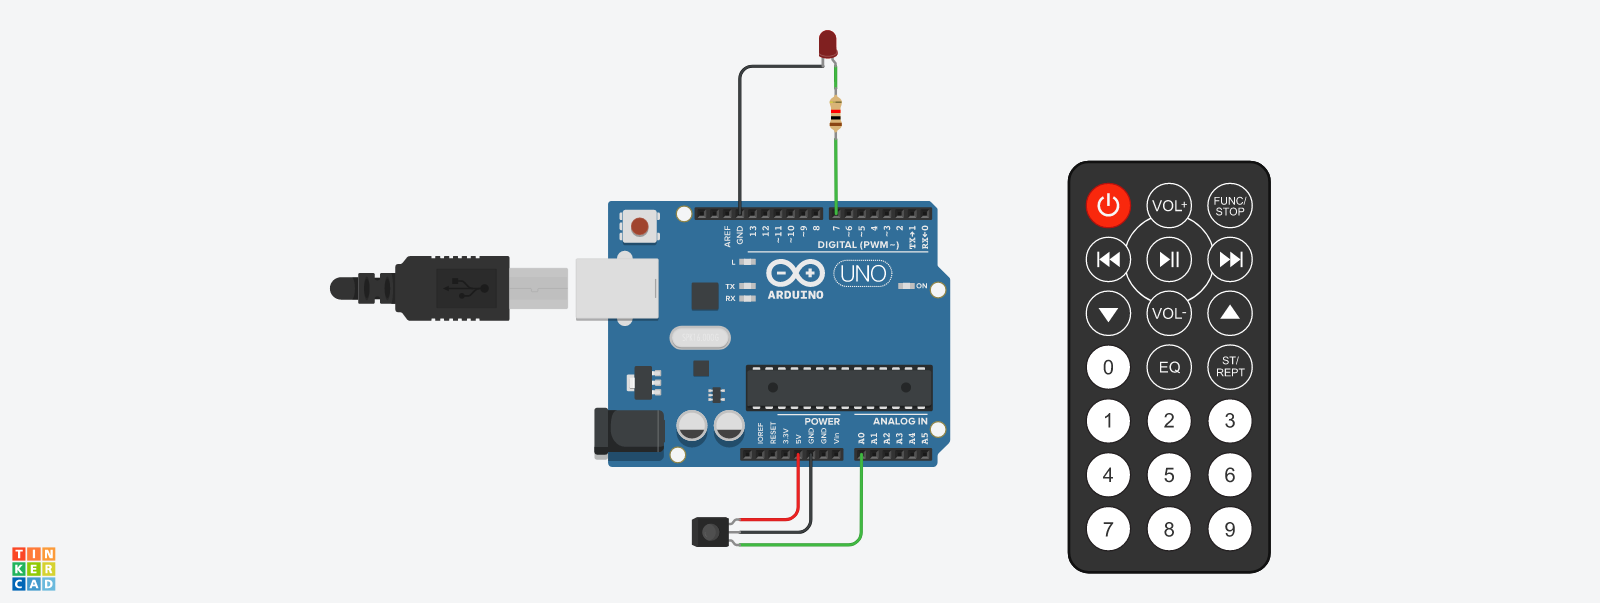 AREF
GND
13
12
~11
~10
~9
8
7
~6
~5
4
~3
2
TX→1
RX←0
DIGITAL (PWM~)
L
TX
RX
ARDUINO
UNO
ON
POWER
ANALOG IN
IOREF
RESET
3.3V
5V
GND
GND
Vin
A0
A1
A2
A3
A4
A5
VOL+
FUNC/
STOP
VOL-
0
EQ
ST/
REPT
1
2
3
4
5
6
7
8
9
TIN
KER
CAD